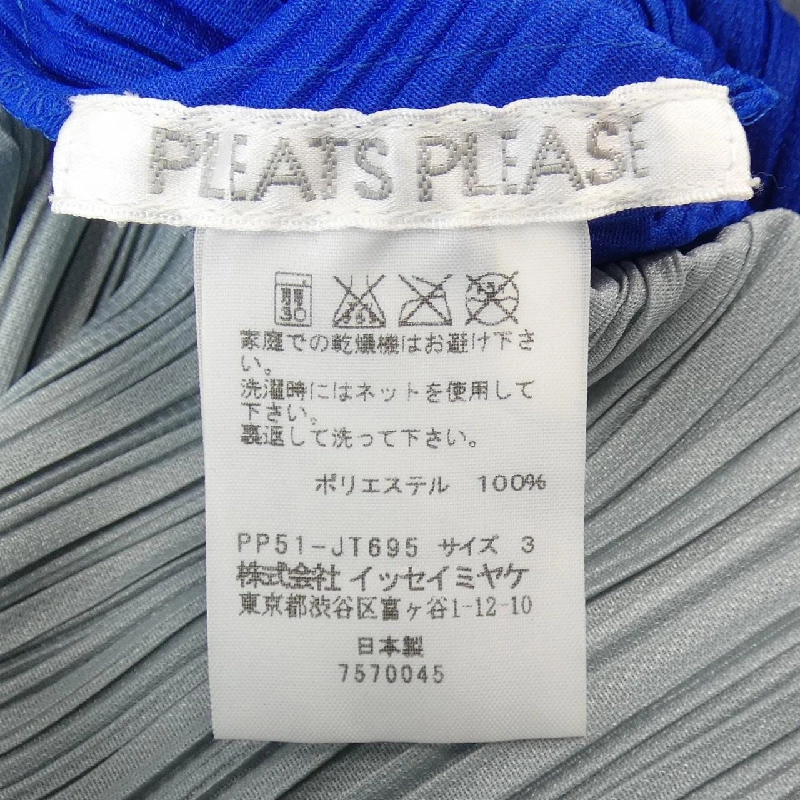 PLEATS PLEASE
弱
30
家庭での乾燥機はお避け下さ
い。
洗濯時にはネットを使用して
下さい。
裏返して洗って下さい。
ポリエステル 100%
PP51-JT695 サイズ 3
株式会社 イッセイミヤケ
東京都渋谷区富ヶ谷1-12-10
日本製
7570045